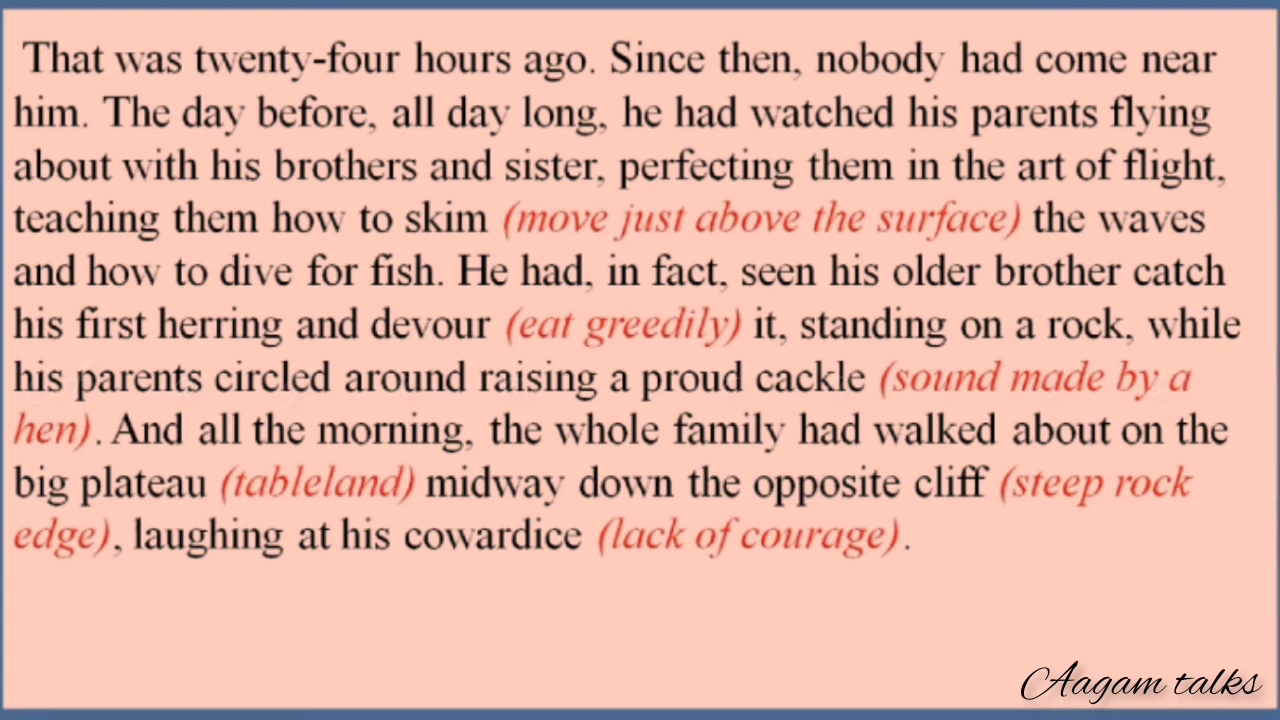 That was twenty-four hours ago. Since then, nobody had come near
him. The day before, all day long, he had watched his parents flying
about with his brothers and sister, perfecting them in the art of flight,
teaching them how to skim (move just above the surface) the waves
and how to dive for fish. He had, in fact, seen his older brother catch
his first herring and devour (eat greedily) it, standing on a rock, while
his parents circled around raising a proud cackle (sound made by a
hen). And all the morning, the whole family had walked about on the
big plateau (tableland) midway down the opposite cliff (steep rock
edge), laughing at his cowardice (lack of courage).
Aagam talks